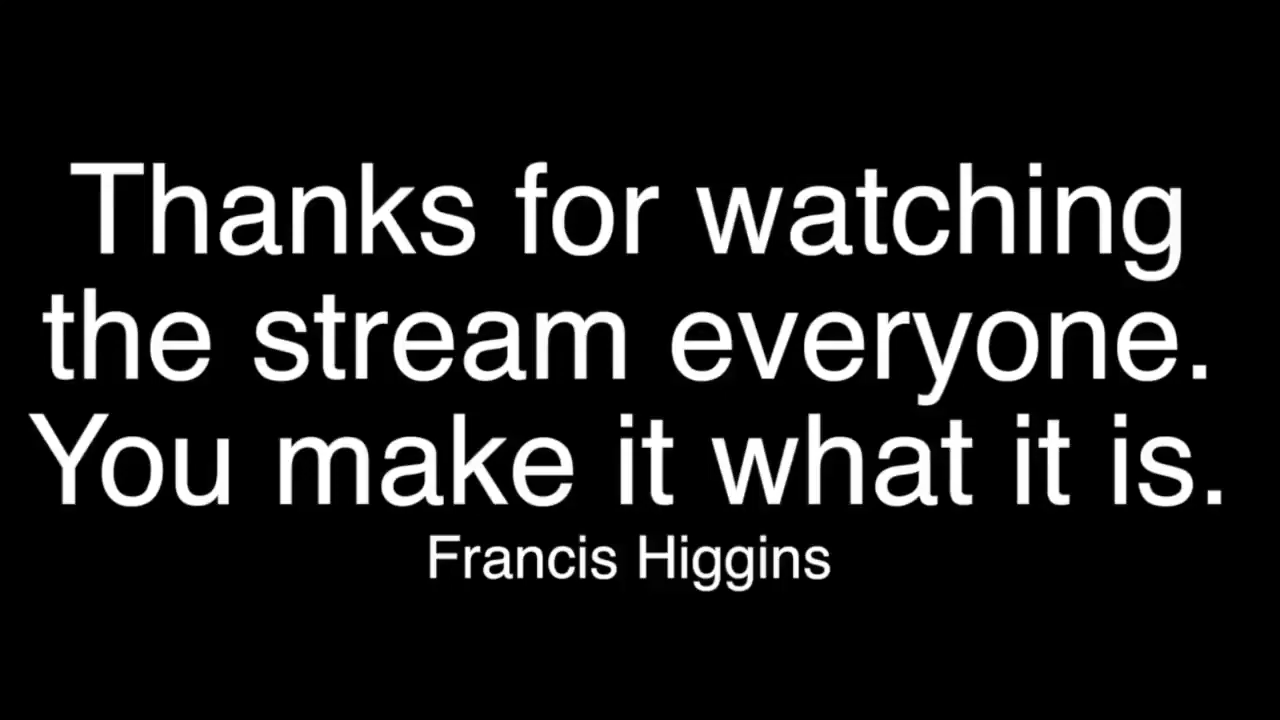 Thanks for watching
the stream everyone.
You make it what it is.
Francis Higgins